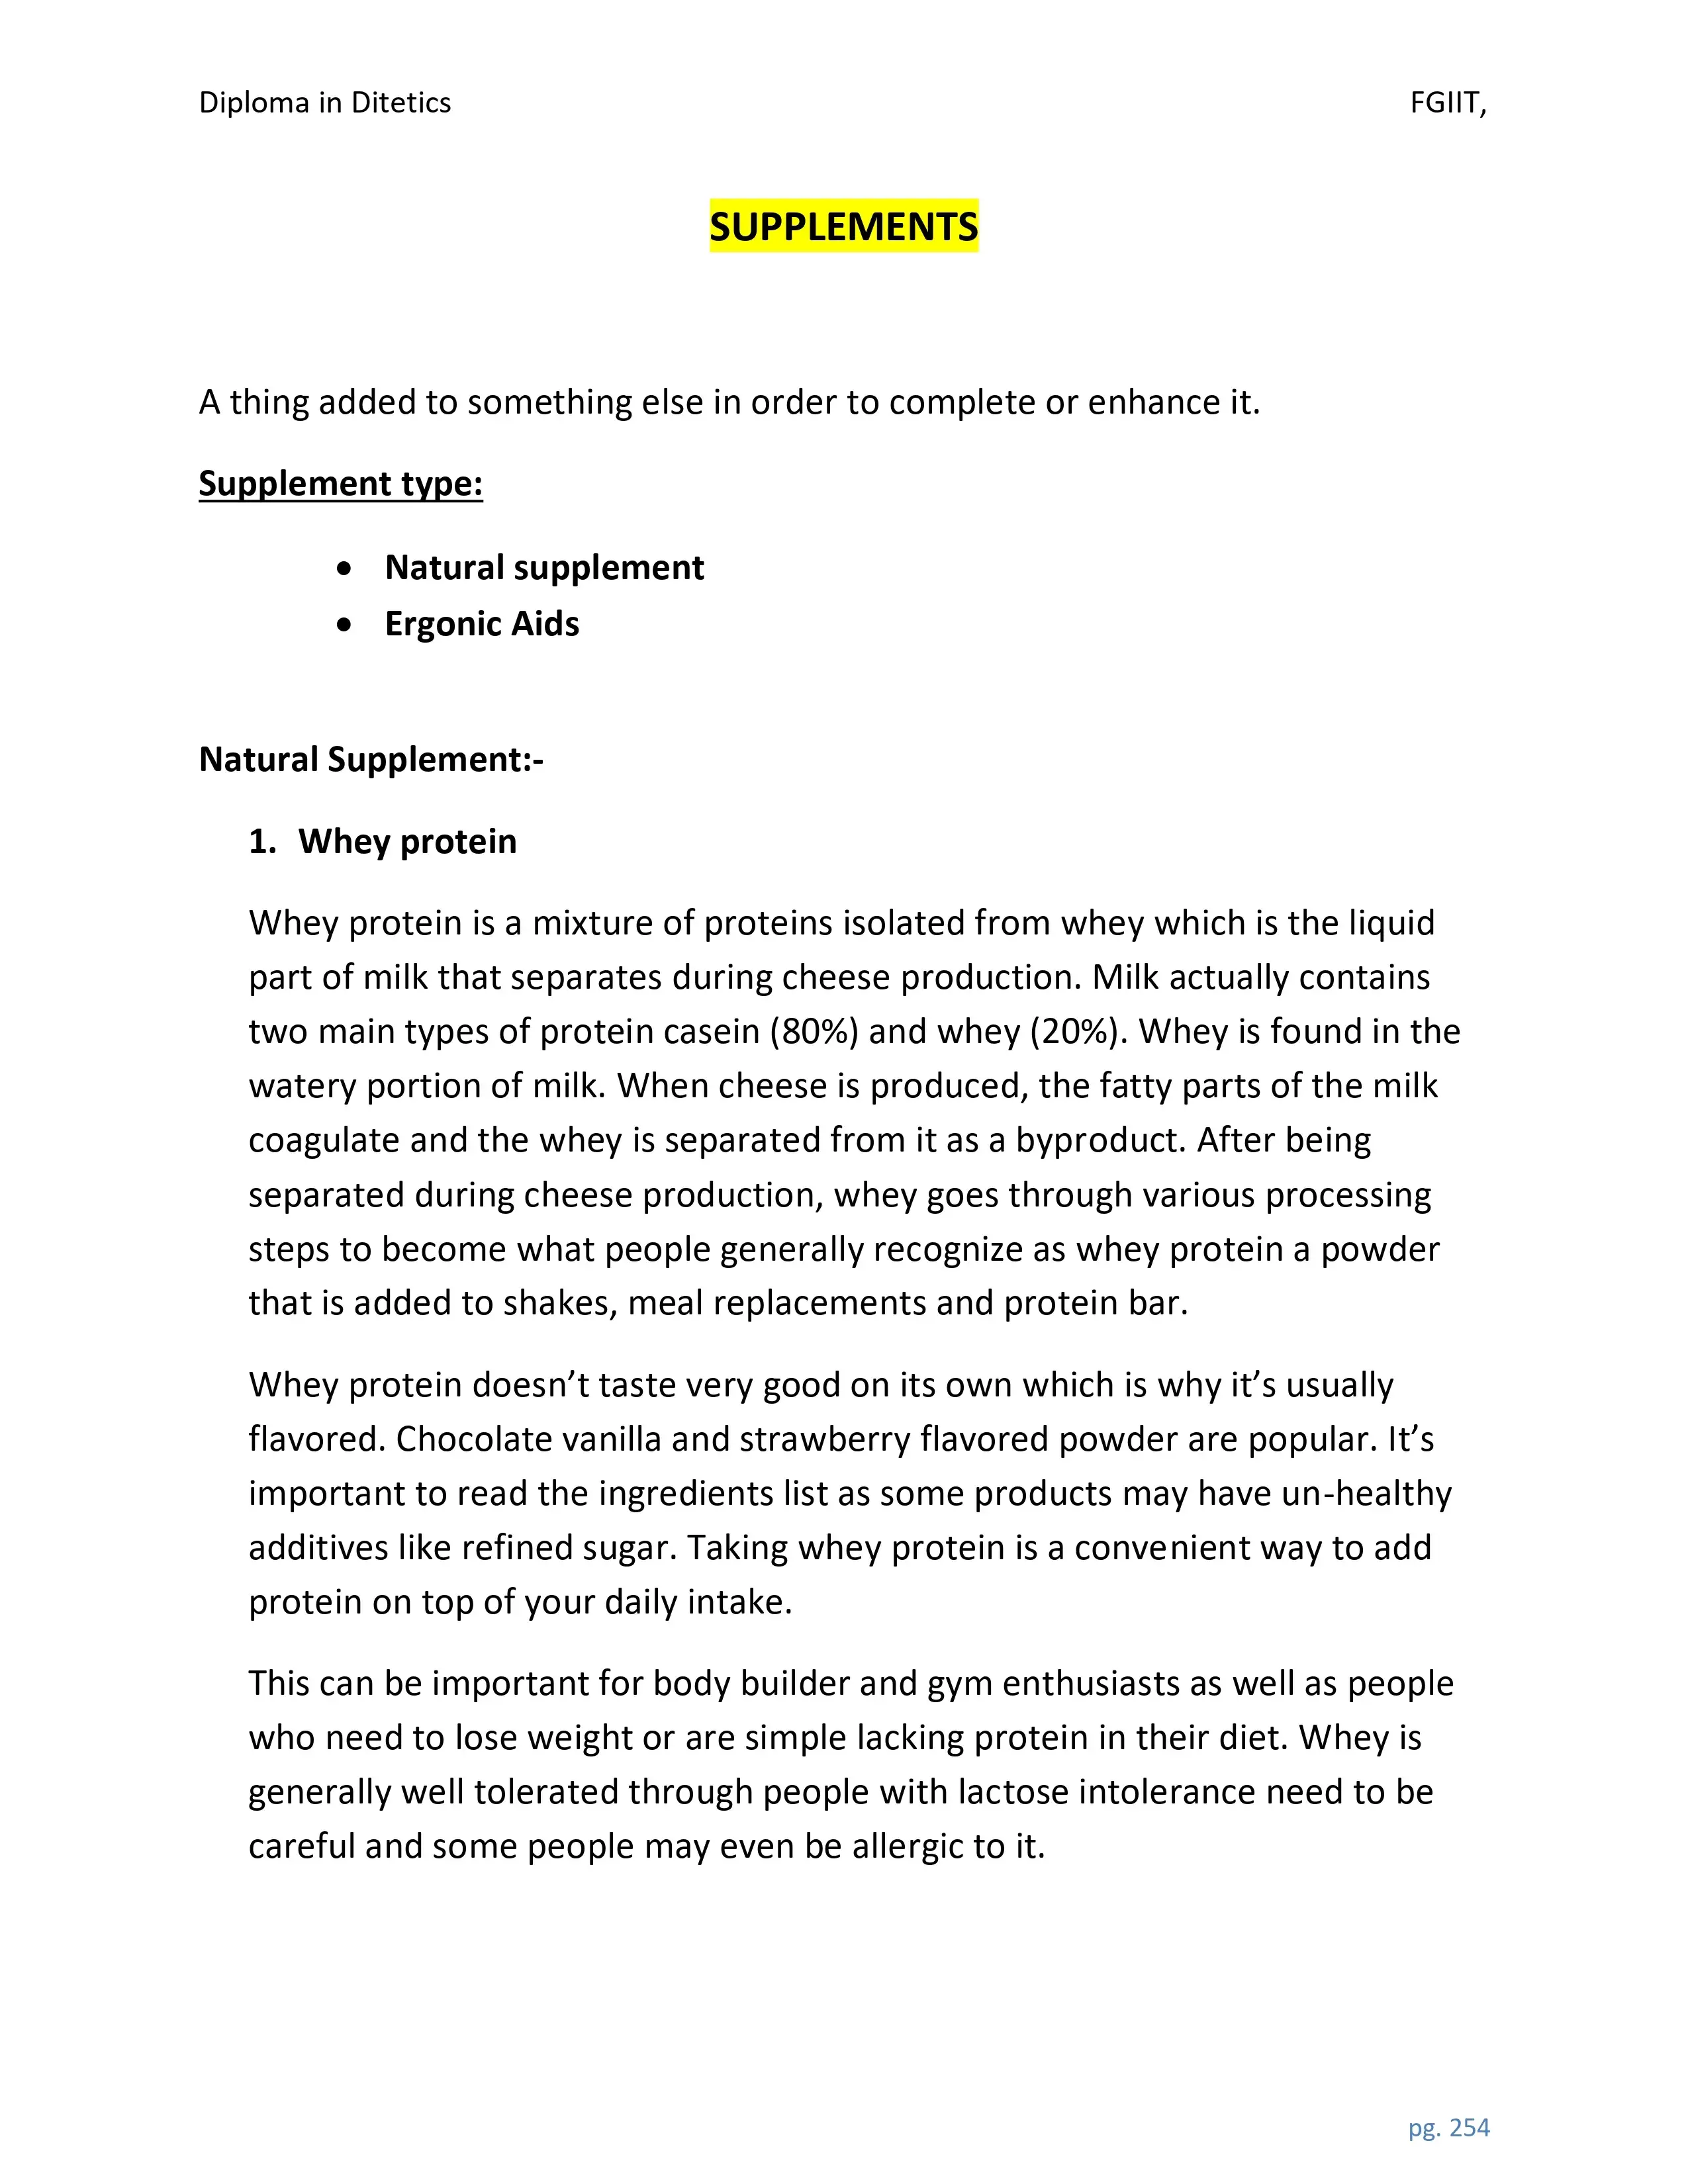 Diploma in Ditetics FGIIT,
SUPPLEMENTS
A thing added to something else in order to complete or enhance it.
Supplement type:
• Natural supplement
• Ergonic Aids
Natural Supplement:-
1. Whey protein
Whey protein is a mixture of proteins isolated from whey which is the liquid
part of milk that separates during cheese production. Milk actually contains
two main types of protein casein (80%) and whey (20%). Whey is found in the
watery portion of milk. When cheese is produced, the fatty parts of the milk
coagulate and the whey is separated from it as a byproduct. After being
separated during cheese production, whey goes through various processing
steps to become what people generally recognize as whey protein a powder
that is added to shakes, meal replacements and protein bar.
Whey protein doesn’t taste very good on its own which is why it’s usually
flavored. Chocolate vanilla and strawberry flavored powder are popular. It’s
important to read the ingredients list as some products may have un-healthy
additives like refined sugar. Taking whey protein is a convenient way to add
protein on top of your daily intake.
This can be important for body builder and gym enthusiasts as well as people
who need to lose weight or are simple lacking protein in their diet. Whey is
generally well tolerated through people with lactose intolerance need to be
careful and some people may even be allergic to it.
pg. 254